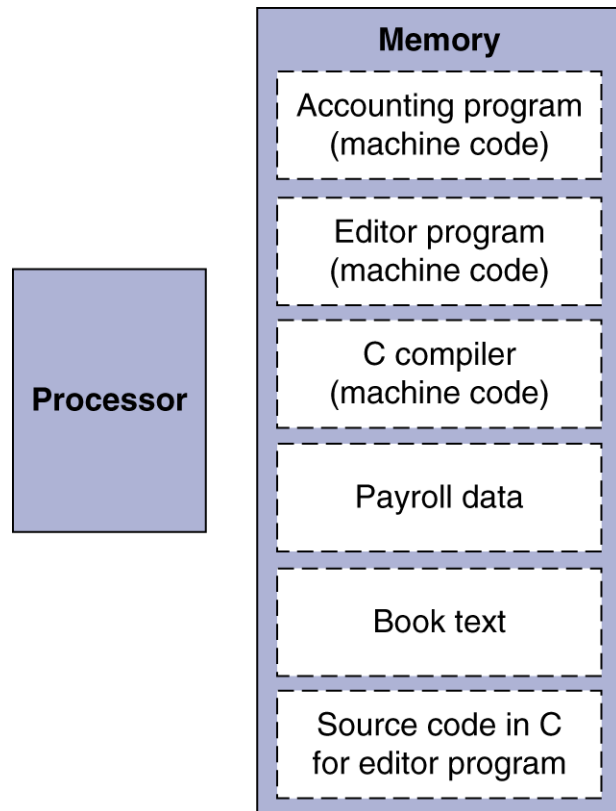 Memory
Accounting program
(machine code)
Editor program
(machine code)
C compiler
(machine code)
Processor
Payroll data
Book text
Source code in C
for editor program